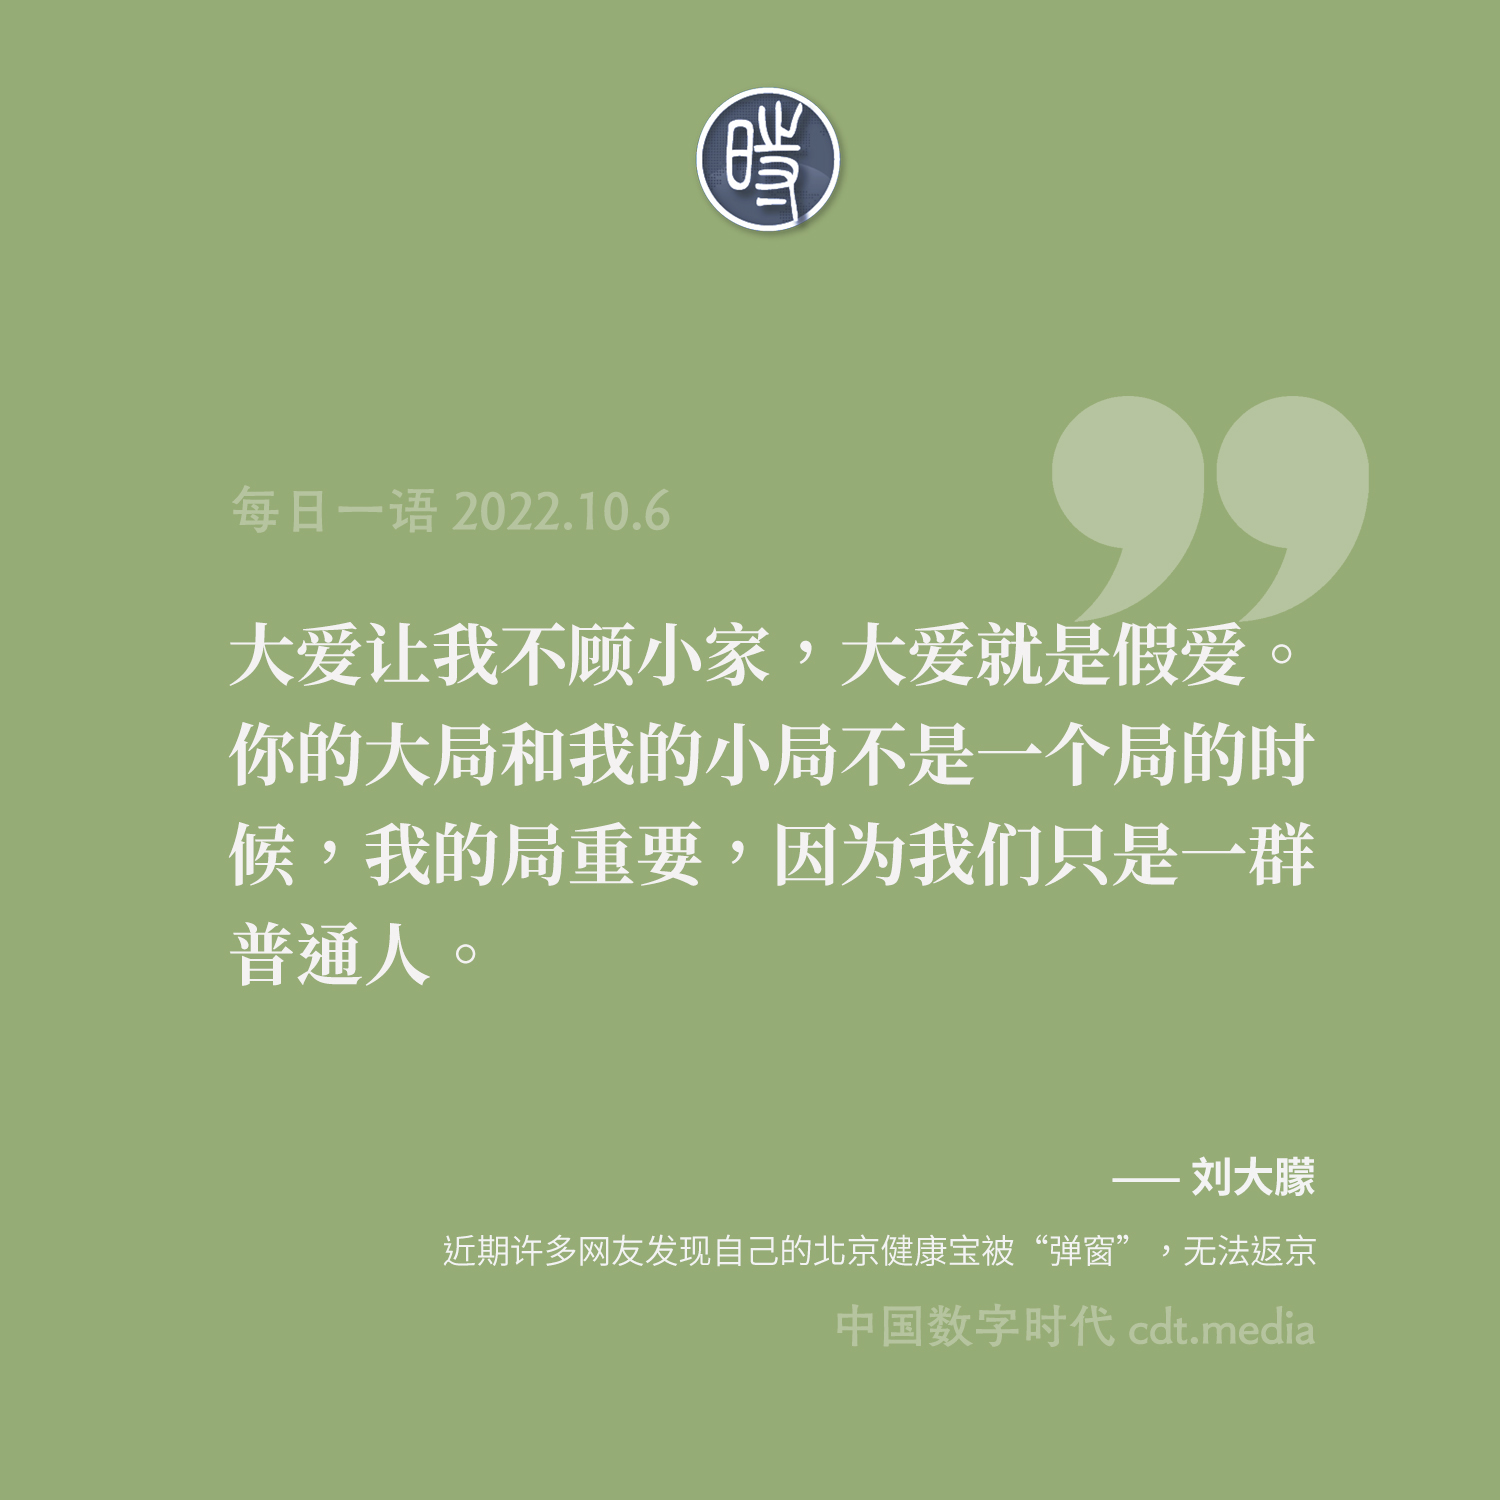 時
每日一语 2022.10.6
大爱让我不顾小家，大爱就是假爱。
你的大局和我的小局不是一个局的时
候，我的局重要，因为我们只是一群
普通人。
—— 刘大朦
近期许多网友发现自己的北京健康宝被“弹窗”，无法返京
中国数字时代 cdt.media